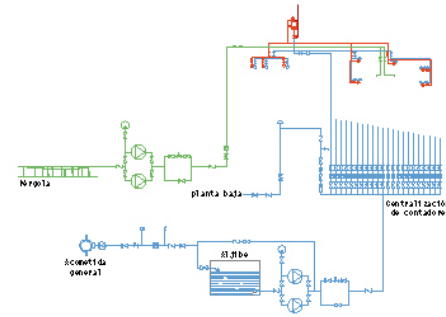 Pérgola
planta baja
Centralizació
de contadore
Acometida
general
Aljibe